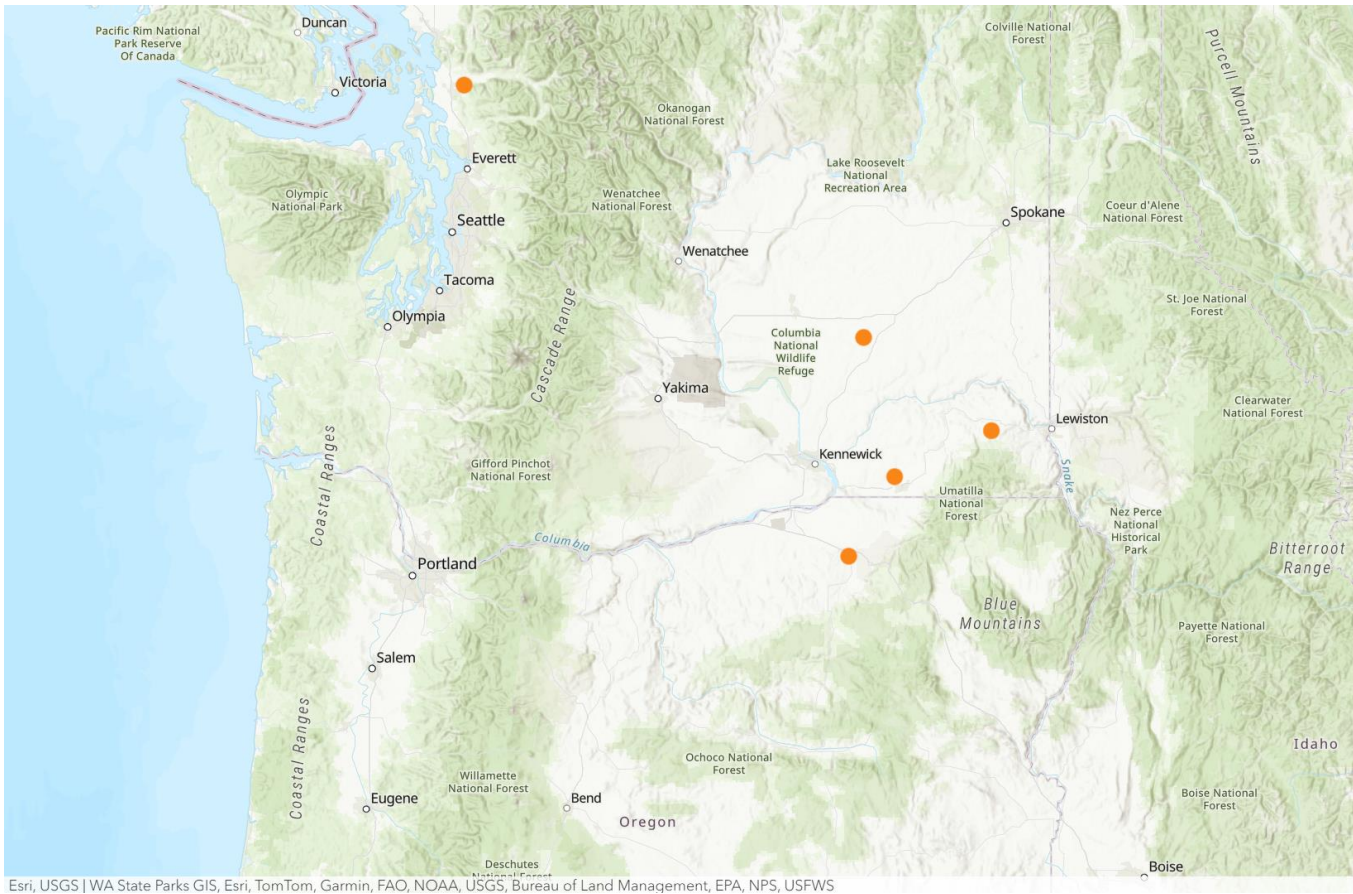 Duncan
Pacific Rim National
Park Reserve
Of Canada
Colville National
Forest
Purcell Mountains
Victoria
Okanogan
National Forest
Everett
Lake Roosevelt
National
Recreation Area
Olympic
National Park
Wenatchee
National Forest
Spokane
Coeur d'Alene
National Forest
Seattle
Wenatchee
Tacoma
St. Joe National
Forest
Olympia
Cascade Range
Columbia
National
Wildlife
Refuge
Yakima
Clearwater
National Forest
Lewiston
Coastal Ranges
Gifford Pinchot
National Forest
Kennewick
Snake
Umatilla
National
Forest
Nez Perce
National
Historical
Park
Columbia
Bitterroot
Range
Portland
Blue
Mountains
Payette National
Forest
Salem
Coastal Ranges
Idaho
Ochoco National
Forest
Willamette
National Forest
Eugene
Bend
Oregon
Boise National
Forest
Deschutes
National Forest
Boise
Esri, USGS | WA State Parks GIS, Esri, TomTom, Garmin, FAO, NOAA, USGS, Bureau of Land Management, EPA, NPS, USFWS